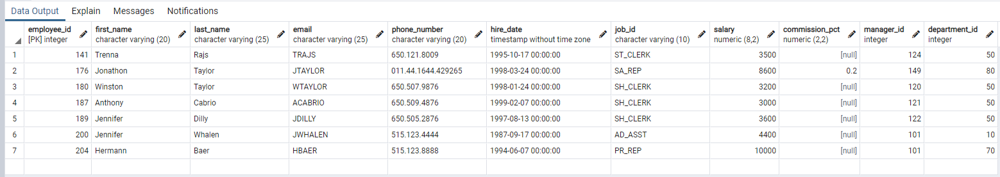 Data Output Explain Messages Notifications
employee_id first_name last_name email phone_number hire_date job_id salary commission_pct manager_id department_id
[PK] integer character varying (20) character varying (25) character varying (25) character varying (20) timestamp without time zone character varying (10) numeric (8,2) numeric (2,2) integer integer
1 141 Trenna Rajs TRAJS 650.121.8009 1995-10-17 00:00:00 ST_CLERK 3500 [null] 124 50
2 176 Jonathon Taylor JTAYLOR 011.44.1644.429265 1998-03-24 00:00:00 SA_REP 8600 0.2 149 80
3 180 Winston Taylor WTAYLOR 650.507.9876 1998-01-24 00:00:00 SH_CLERK 3200 [null] 120 50
4 187 Anthony Cabrio ACABRIO 650.509.4876 1999-02-07 00:00:00 SH_CLERK 3000 [null] 121 50
5 189 Jennifer Dilly JDILLY 650.505.2876 1997-08-13 00:00:00 SH_CLERK 3600 [null] 122 50
6 200 Jennifer Whalen JWHALEN 515.123.4444 1987-09-17 00:00:00 AD_ASST 4400 [null] 101 10
7 204 Hermann Baer HBAER 515.123.8888 1994-06-07 00:00:00 PR_REP 10000 [null] 101 70